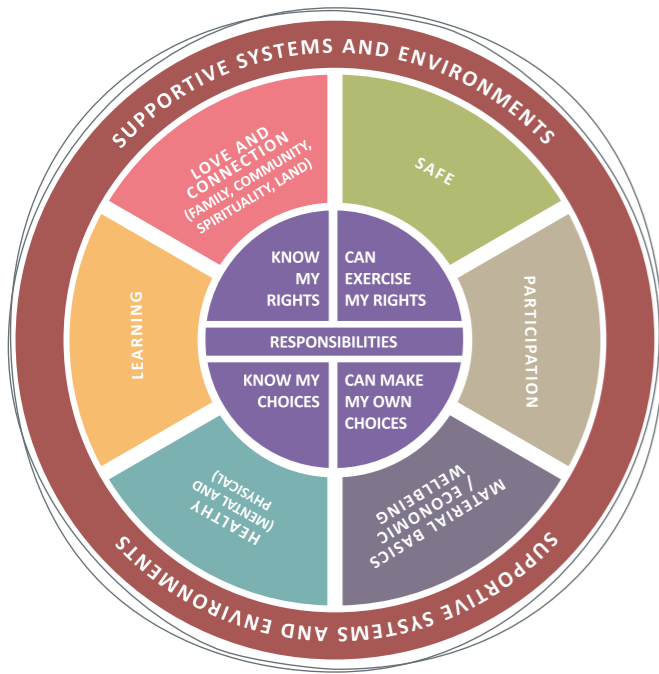 SUPPORTIVE SYSTEMS AND ENVIRONMENTS
LOVE AND
CONNECTION
(FAMILY, COMMUNITY,
SPIRITUALITY, LAND)
SAFE
PARTICIPATION
MATERIAL BASICS
/ ECONOMIC
WELLBEING
HEALTHY
(MENTAL AND
PHYSICAL)
LEARNING
KNOW
MY
RIGHTS
CAN
EXERCISE
MY RIGHTS
RESPONSIBILITIES
KNOW MY
CHOICES
CAN MAKE
MY OWN
CHOICES
SUPPORTIVE SYSTEMS AND ENVIRONMENTS